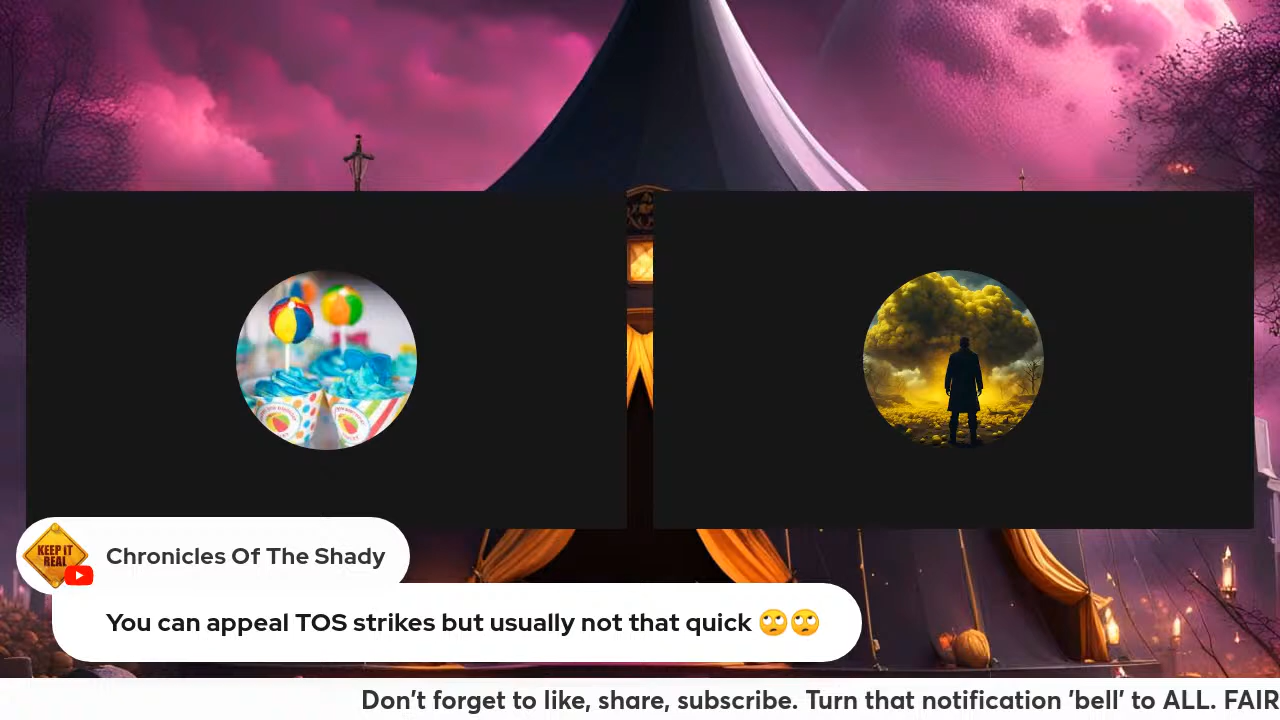 KEEP IT
REAL
Chronicles Of The Shady
You can appeal TOS strikes but usually not that quick 🙄🙄
Don't forget to like, share, subscribe. Turn that notification 'bell' to ALL. FAIR